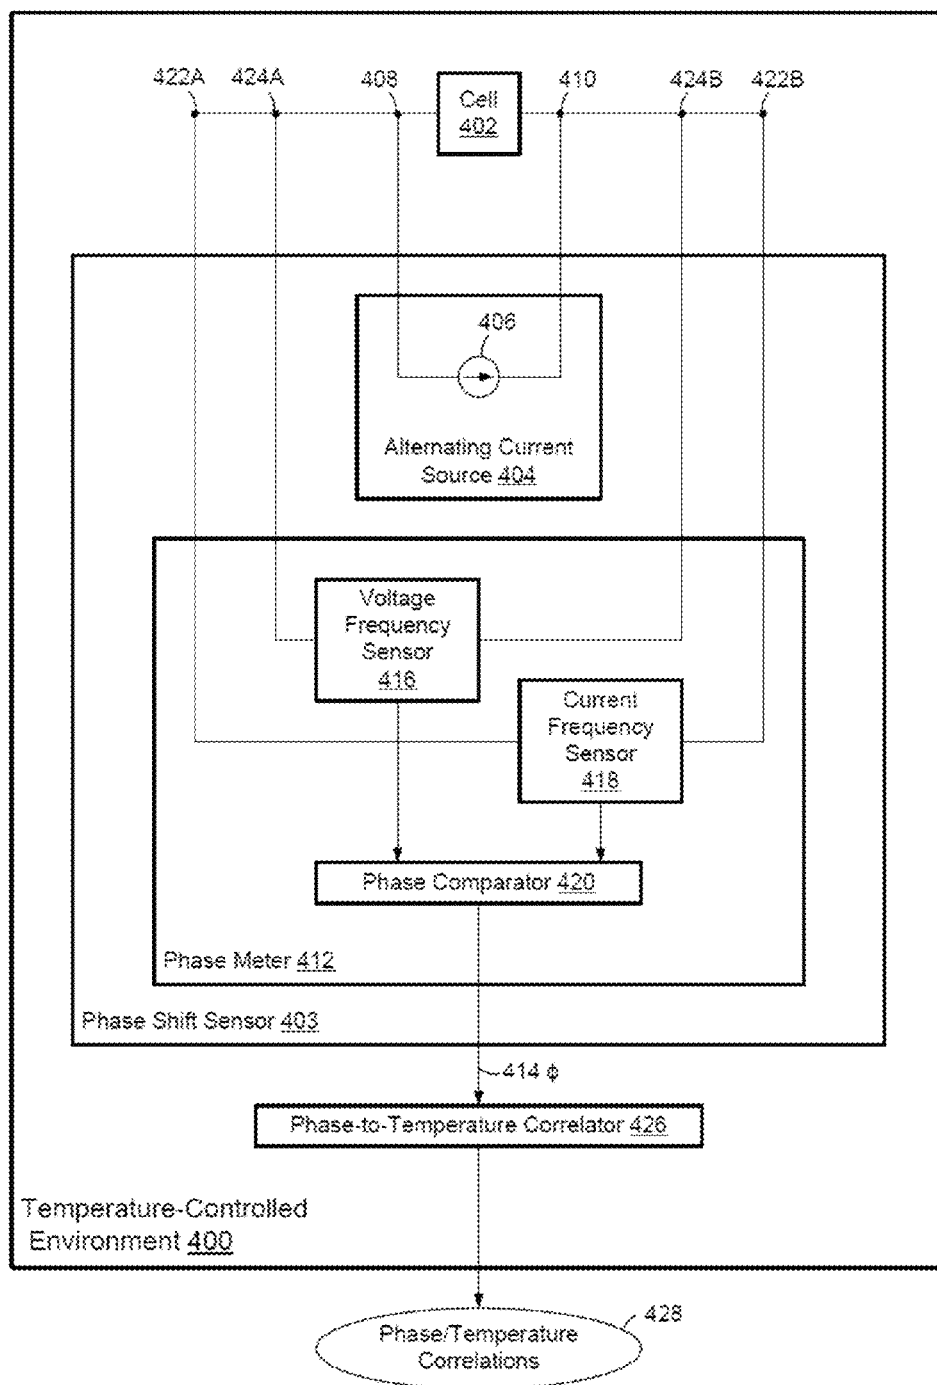 422A 424A 408 410 424B 422B
Cell
402
406
Alternating Current
Source 404
Voltage
Frequency
Sensor
416
Current
Frequency
Sensor
418
Phase Comparator 420
Phase Meter 412
Phase Shift Sensor 403
414 ϕ
Phase-to-Temperature Correlator 426
Temperature-Controlled
Environment 400
428
Phase/Temperature
Correlations